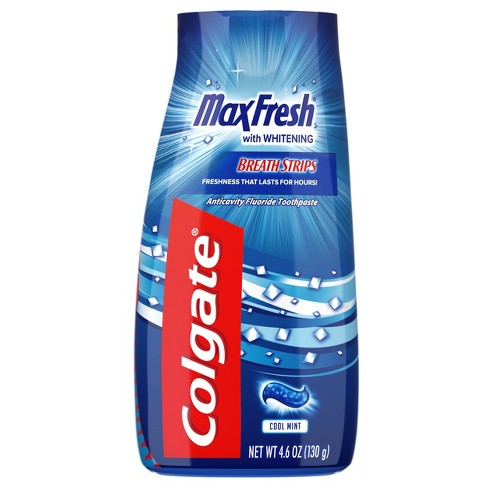 MaxFresh®
with WHITENING
BREATH STRIPS
FRESHNESS THAT LASTS FOR HOURS!
Anticavity Fluoride Toothpaste
Colgate®
COOL MINT
NET WT 4.6 OZ (130 g)